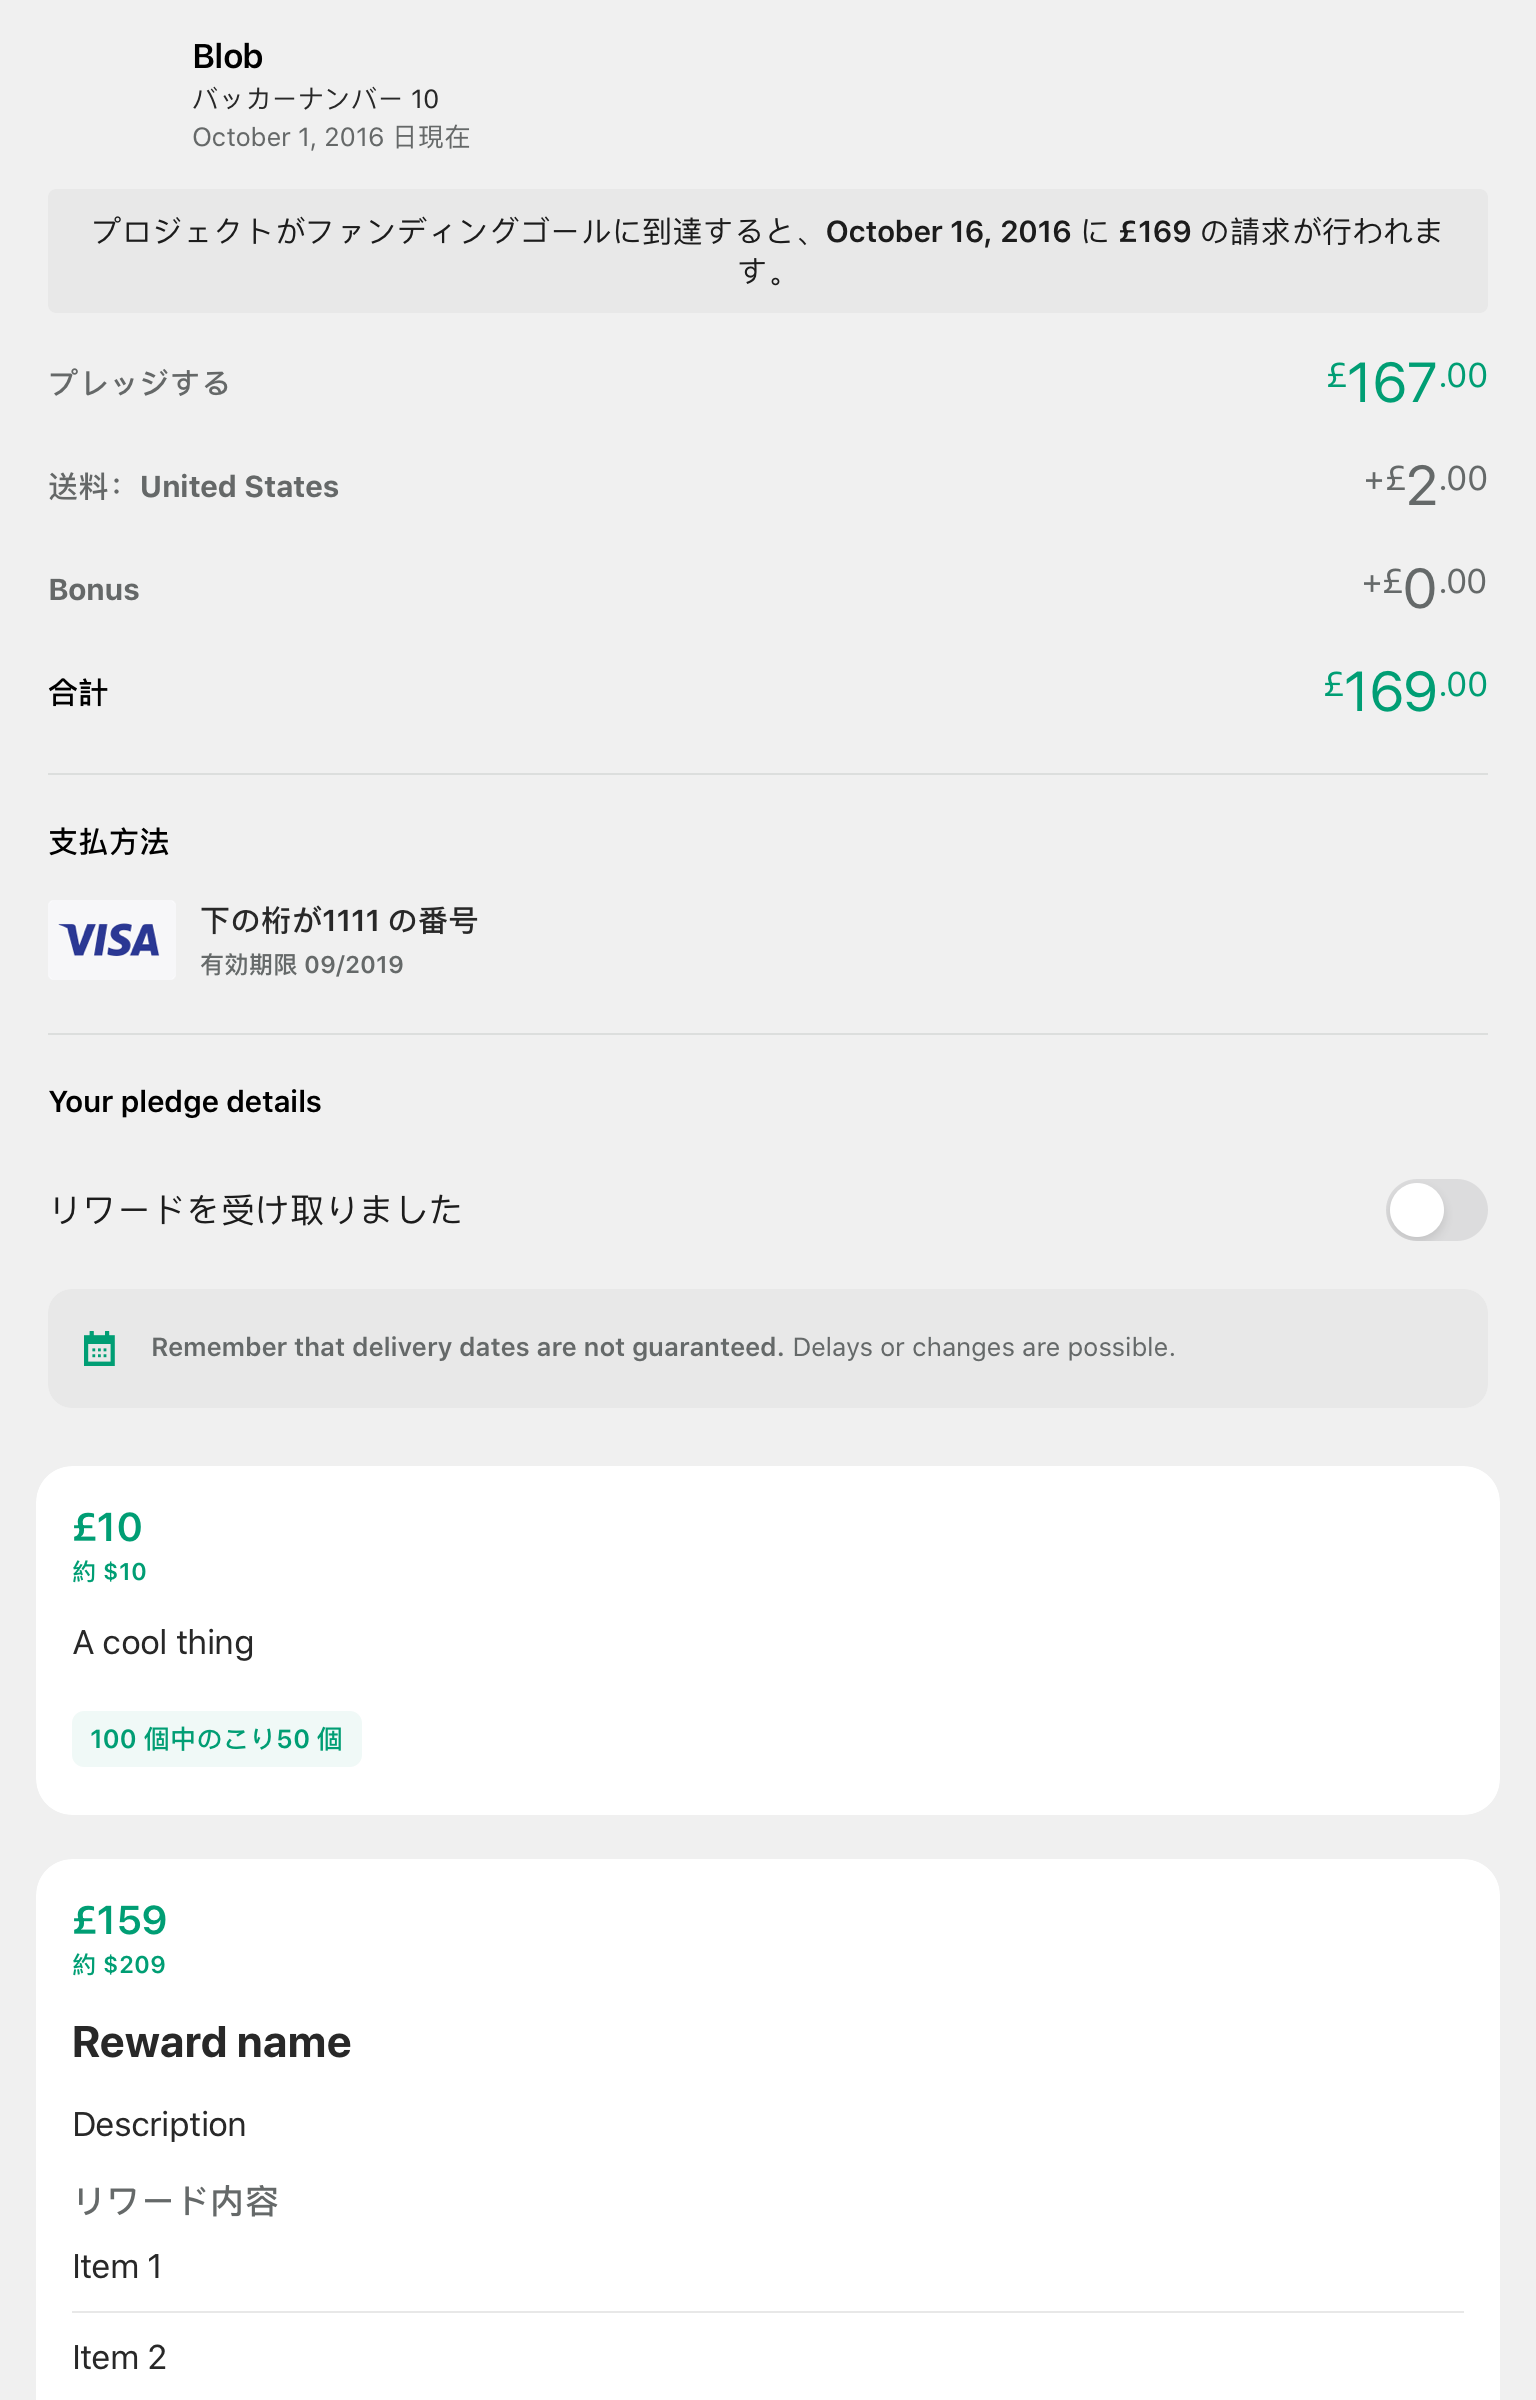 Blob
バッカーナンバー 10
October 1, 2016 日現在
プロジェクトがファンディングゴールに到達すると、October 16, 2016 に £169 の請求が行われま
す。
プレッジする £167.00
送料： United States +£2.00
Bonus +£0.00
合計 £169.00
支払方法
VISA 下の桁が1111 の番号
有効期限 09/2019
Your pledge details
リワードを受け取りました
Remember that delivery dates are not guaranteed. Delays or changes are possible.
£10
約 $10
A cool thing
100 個中のこり50 個
£159
約 $209
Reward name
Description
リワード内容
Item 1
Item 2